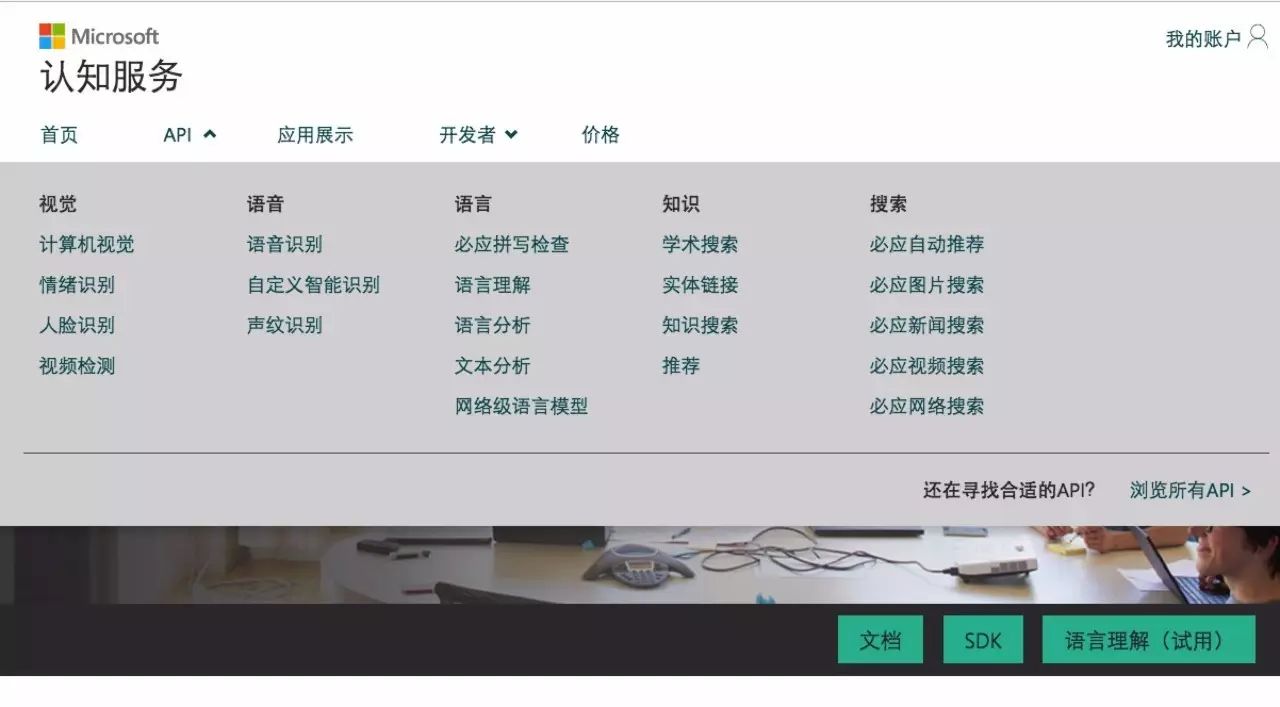 Microsoft
我的账户
认知服务
首页 API 应用展示 开发者 价格
视觉 语音 语言 知识 搜索
计算机视觉 语音识别 必应拼写检查 学术搜索 必应自动推荐
情绪识别 自定义智能识别 语言理解 实体链接 必应图片搜索
人脸识别 声纹识别 语言分析 知识搜索 必应新闻搜索
视频检测 文本分析 推荐 必应视频搜索
网络级语言模型 必应网络搜索
还在寻找合适的API? 浏览所有API >
文档 SDK 语言理解（试用）